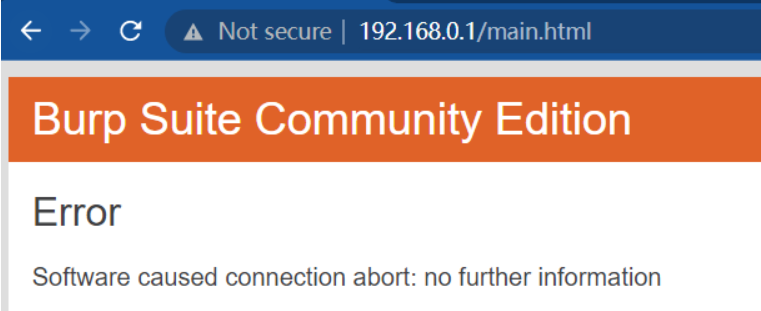 Not secure | 192.168.0.1/main.html
Burp Suite Community Edition
Error
Software caused connection abort: no further information